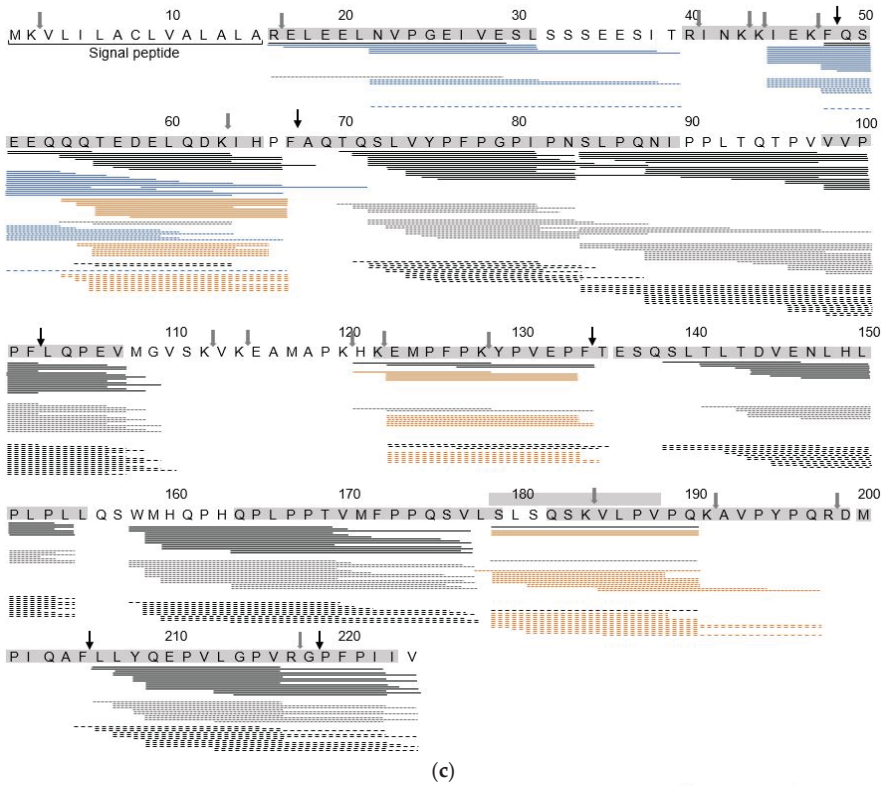 10 20 30 40 50
M K V L I L A C L V A L A L A R E L E E L N V P G E I V E S L S S S E E S I T R I N K K I E K F Q S
Signal peptide
60 70 80 90 100
E E Q Q Q T E D E L Q D K I H P F A Q T Q S L V Y P F P G P I P N S L P Q N I P P L T Q T P V V V P
110 120 130 140 150
P F L Q P E V M G V S K V K E A M A P K H K E M P F P K Y P V E P F T E S Q S L T L T D V E N L H L
160 170 180 190 200
P L P L L Q S W M H Q P H Q P L P P T V M F P P Q S V L S L S Q S K V L P V P Q K A V P Y P Q R D M
210 220
P I Q A F L L Y Q E P V L G P V R G P F P I I V
(c)